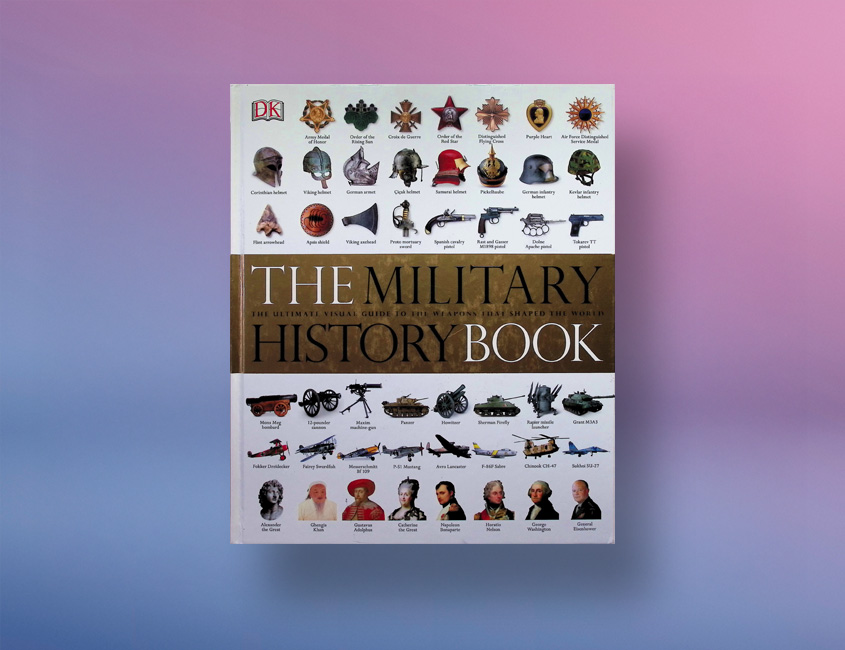 DK
Army Medal of Honor
Order of the Rising Sun
Croix de Guerre
Order of the Red Star
Distinguished Flying Cross
Purple Heart
Air Force Distinguished Service Medal
Corinthian helmet
Viking helmet
German armet
Çiçak helmet
Samurai helmet
Pickelhaube
German infantry helmet
Kevlar infantry helmet
Flint arrowhead
Apsis shield
Viking axehead
Proto-mortuary sword
Spanish cavalry pistol
Rast and Gasser M1898 pistol
Dolne Apache pistol
Tokarev TT pistol
THE MILITARY
THE ULTIMATE VISUAL GUIDE TO THE WEAPONS THAT SHAPED THE WORLD
HISTORY BOOK
Mons Meg bombard
12-pounder cannon
Maxim machine-gun
Panzer
Howitzer
Sherman Firefly
Rapier missile launcher
Grant M3A3
Fokker Dreidecker
Fairey Swordfish
Messerschmitt Bf 109
P-51 Mustang
Avro Lancaster
F-86F Sabre
Chinook CH-47
Sukhoi SU-27
Alexander the Great
Ghengis Khan
Gustavus Adolphus
Catherine the Great
Napoleon Bonaparte
Horatio Nelson
George Washington
General Eisenhower